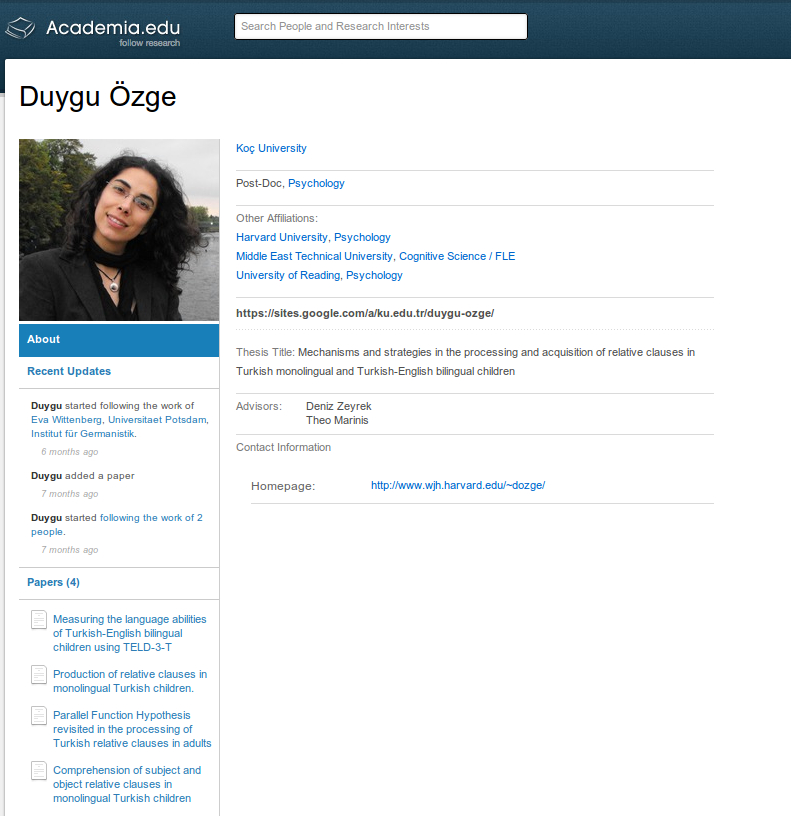 Academia.edu
follow research
Search People and Research Interests
Duygu Özge
Koç University
Post-Doc, Psychology
Other Affiliations:
Harvard University, Psychology
Middle East Technical University, Cognitive Science / FLE
University of Reading, Psychology
https://sites.google.com/a/ku.edu.tr/duygu-ozge/
Thesis Title: Mechanisms and strategies in the processing and acquisition of relative clauses in
Turkish monolingual and Turkish-English bilingual children
Advisors: Deniz Zeyrek
Theo Marinis
Contact Information
Homepage: http://www.wjh.harvard.edu/~dozge/
About
Recent Updates
Duygu started following the work of
Eva Wittenberg, Universitaet Potsdam,
Institut für Germanistik.
6 months ago
Duygu added a paper
7 months ago
Duygu started following the work of 2
people.
7 months ago
Papers (4)
Measuring the language abilities
of Turkish-English bilingual
children using TELD-3-T
Production of relative clauses in
monolingual Turkish children.
Parallel Function Hypothesis
revisited in the processing of
Turkish relative clauses in adults
Comprehension of subject and
object relative clauses in
monolingual Turkish children